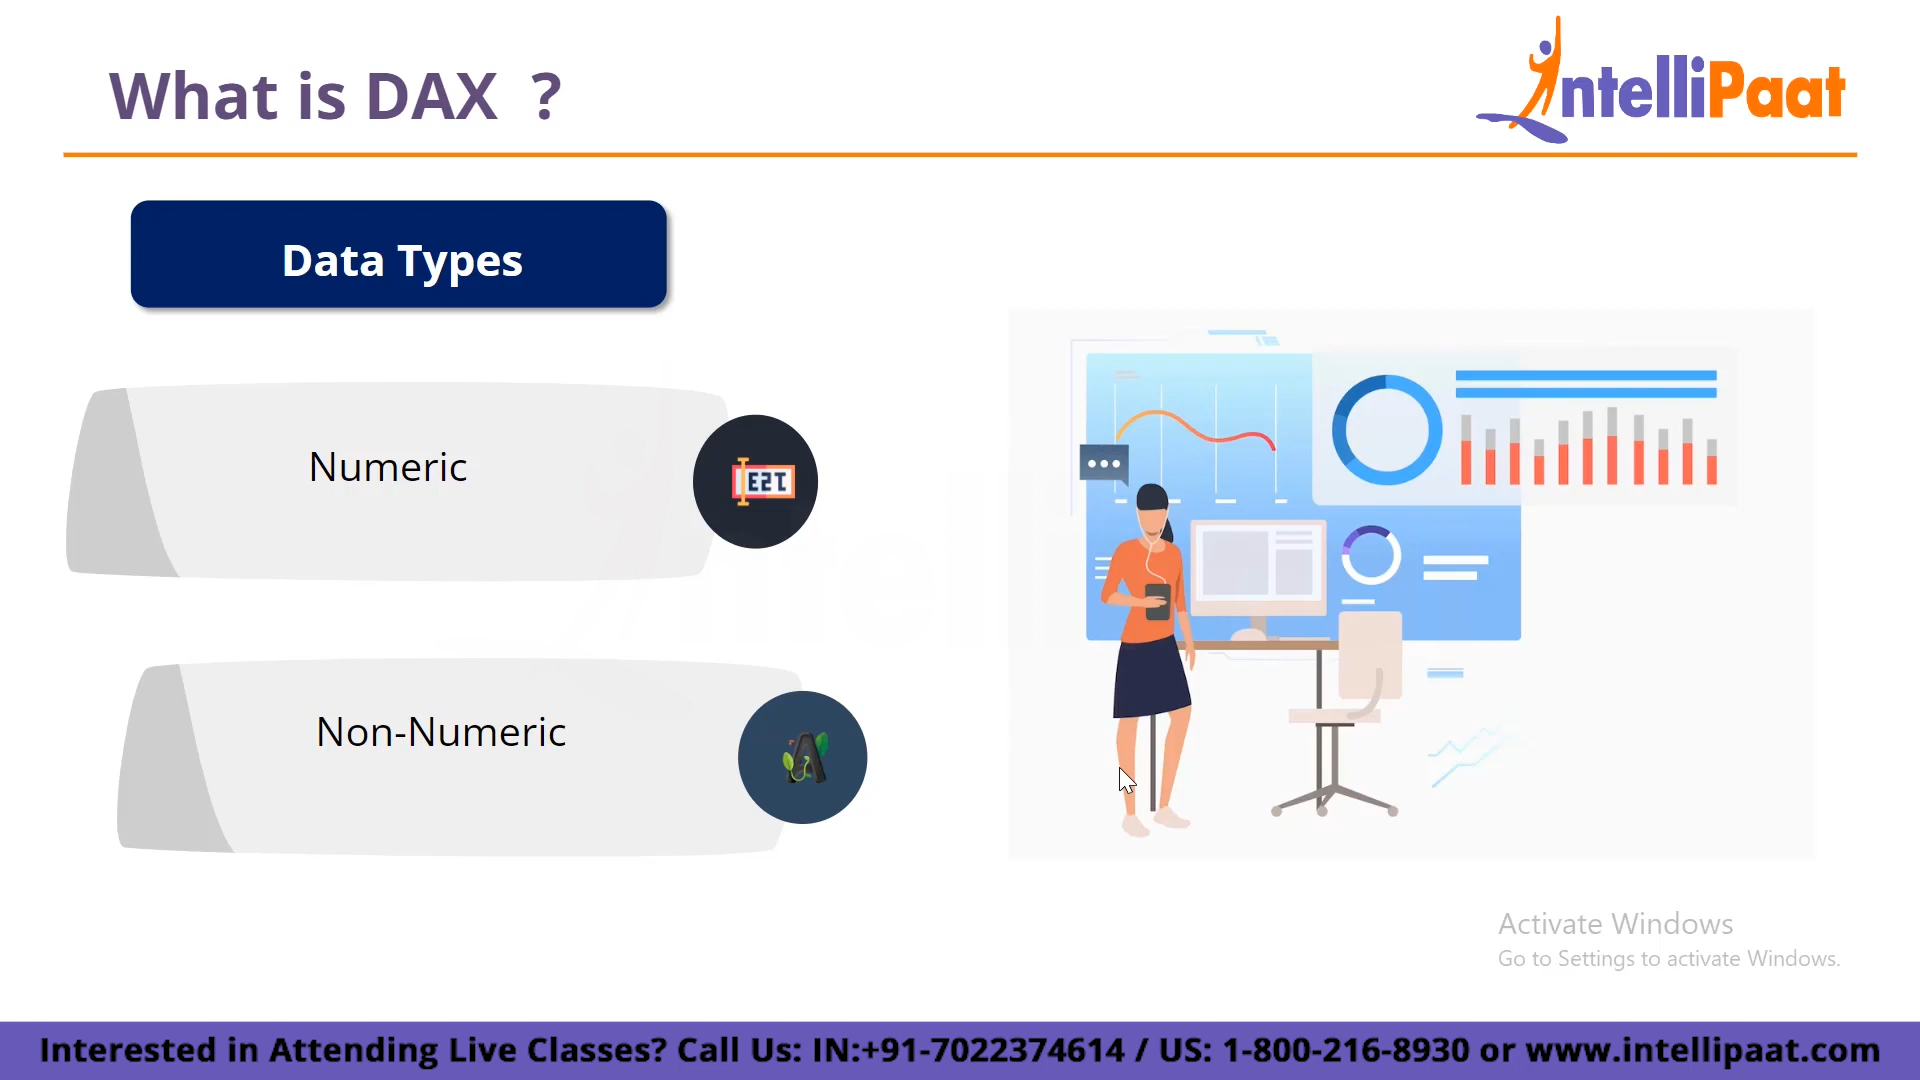 What is DAX ?
IntelliPaat
Data Types
Numeric
Non-Numeric
Activate Windows
Go to Settings to activate Windows.
Interested in Attending Live Classes? Call Us: IN:+91-7022374614 / US: 1-800-216-8930 or www.intellipaat.com